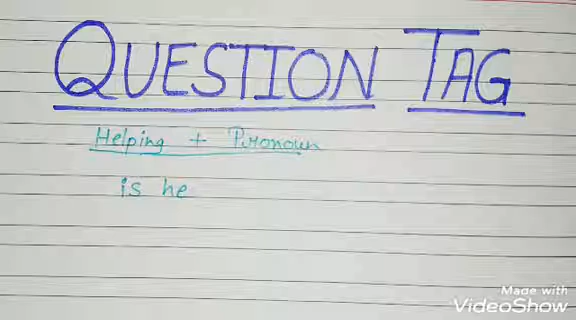 QUESTION TAG
Helping + Pronoun
is he
Made with
VideoShow